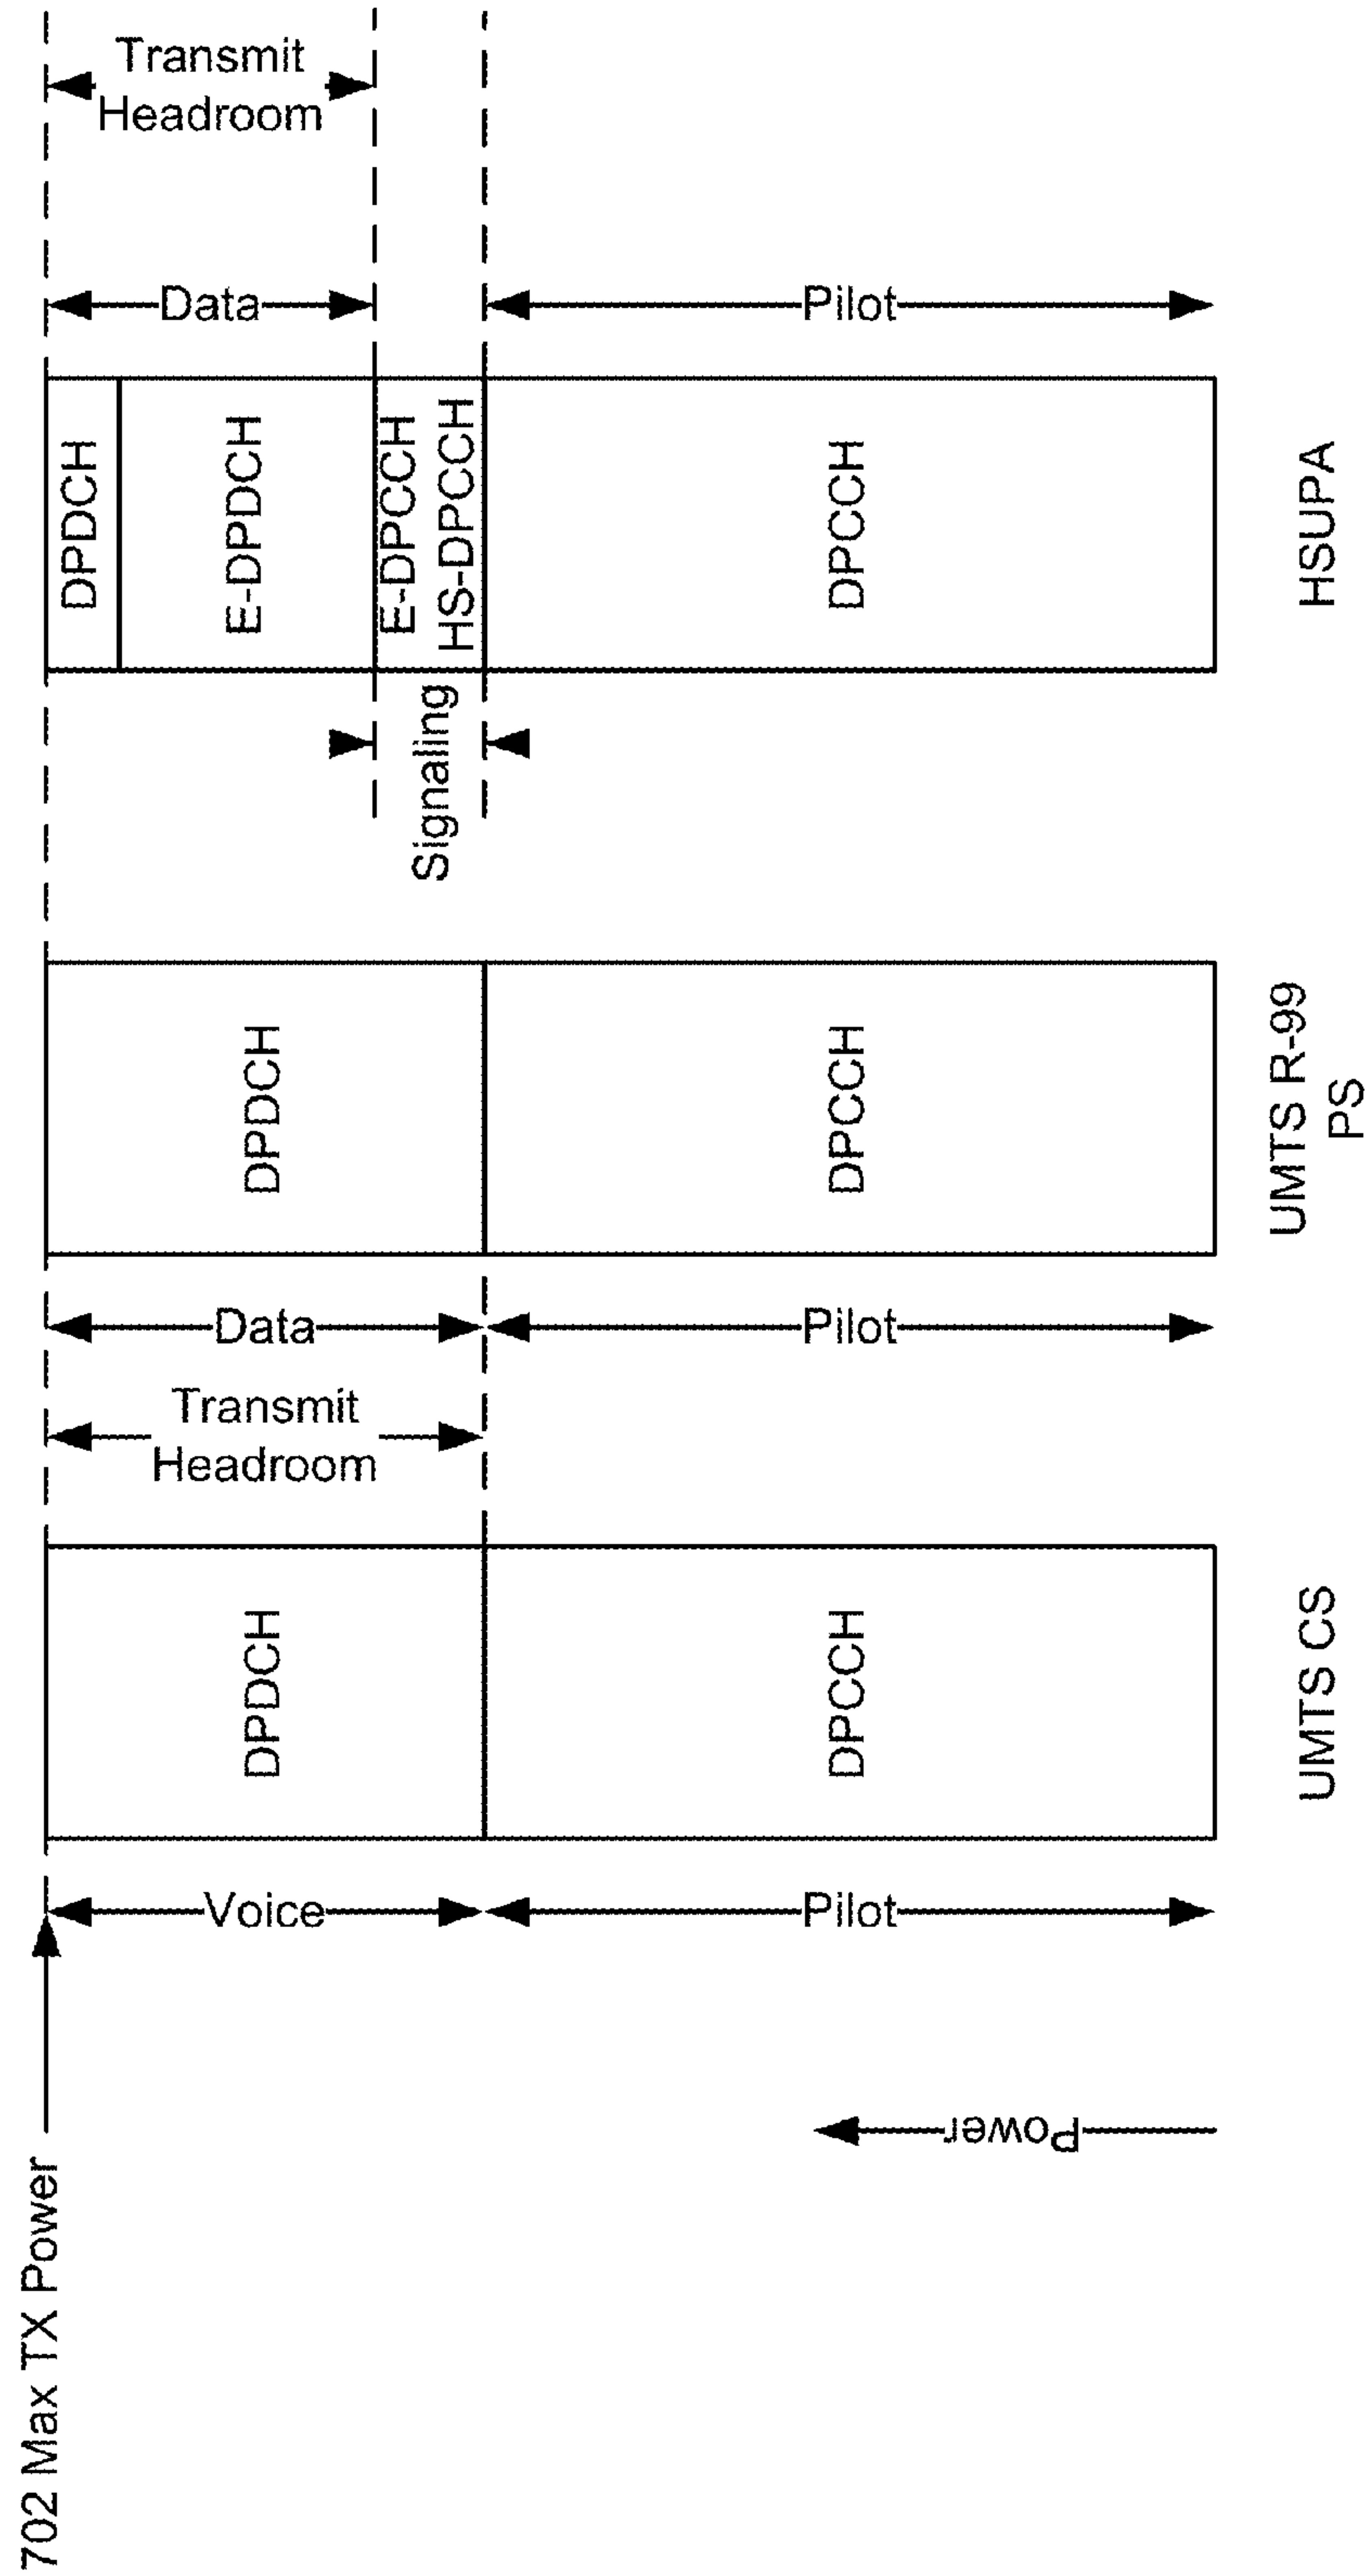 702 Max TX Power
Power
Voice
Pilot
DPDCH
DPCCH
UMTS CS
Transmit
Headroom
Data
Pilot
DPDCH
DPCCH
UMTS R-99
PS
Signaling
DPDCH
E-DPDCH
E-DPCCH
HS-DPCCH
DPCCH
HSUPA
Data
Pilot
Transmit
Headroom